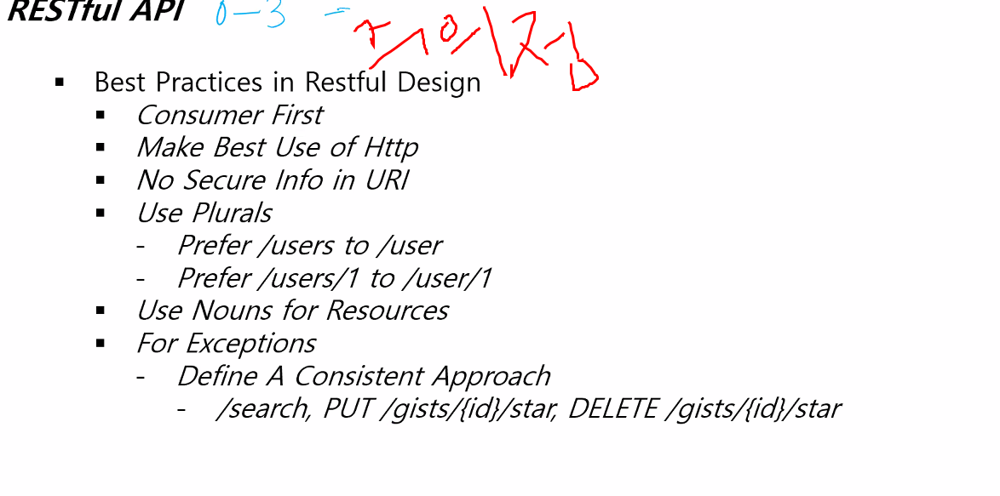 RESTful API 0-3 =
▪ Best Practices in Restful Design
▪ Consumer First
▪ Make Best Use of Http
▪ No Secure Info in URI
▪ Use Plurals
- Prefer /users to /user
- Prefer /users/1 to /user/1
▪ Use Nouns for Resources
▪ For Exceptions
- Define A Consistent Approach
- /search, PUT /gists/{id}/star, DELETE /gists/{id}/star